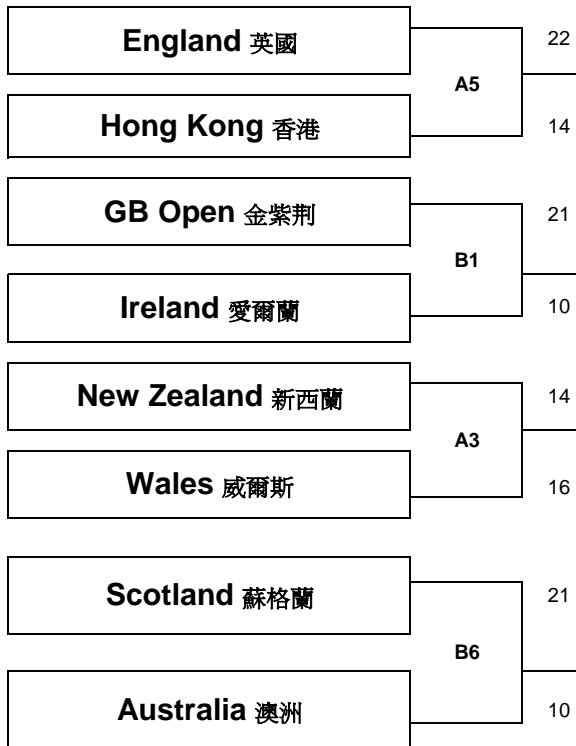 England 英國
22
A5
Hong Kong 香港
14
GB Open 金紫荆
21
B1
Ireland 愛爾蘭
10
New Zealand 新西蘭
14
A3
Wales 威爾斯
16
Scotland 蘇格蘭
21
B6
Australia 澳洲
10